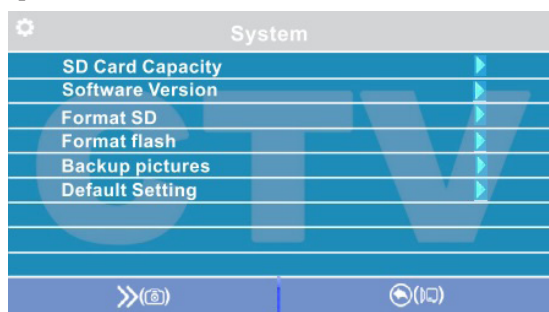 System
SD Card Capacity
Software Version
Format SD
Format flash
Backup pictures
Default Setting
CTV